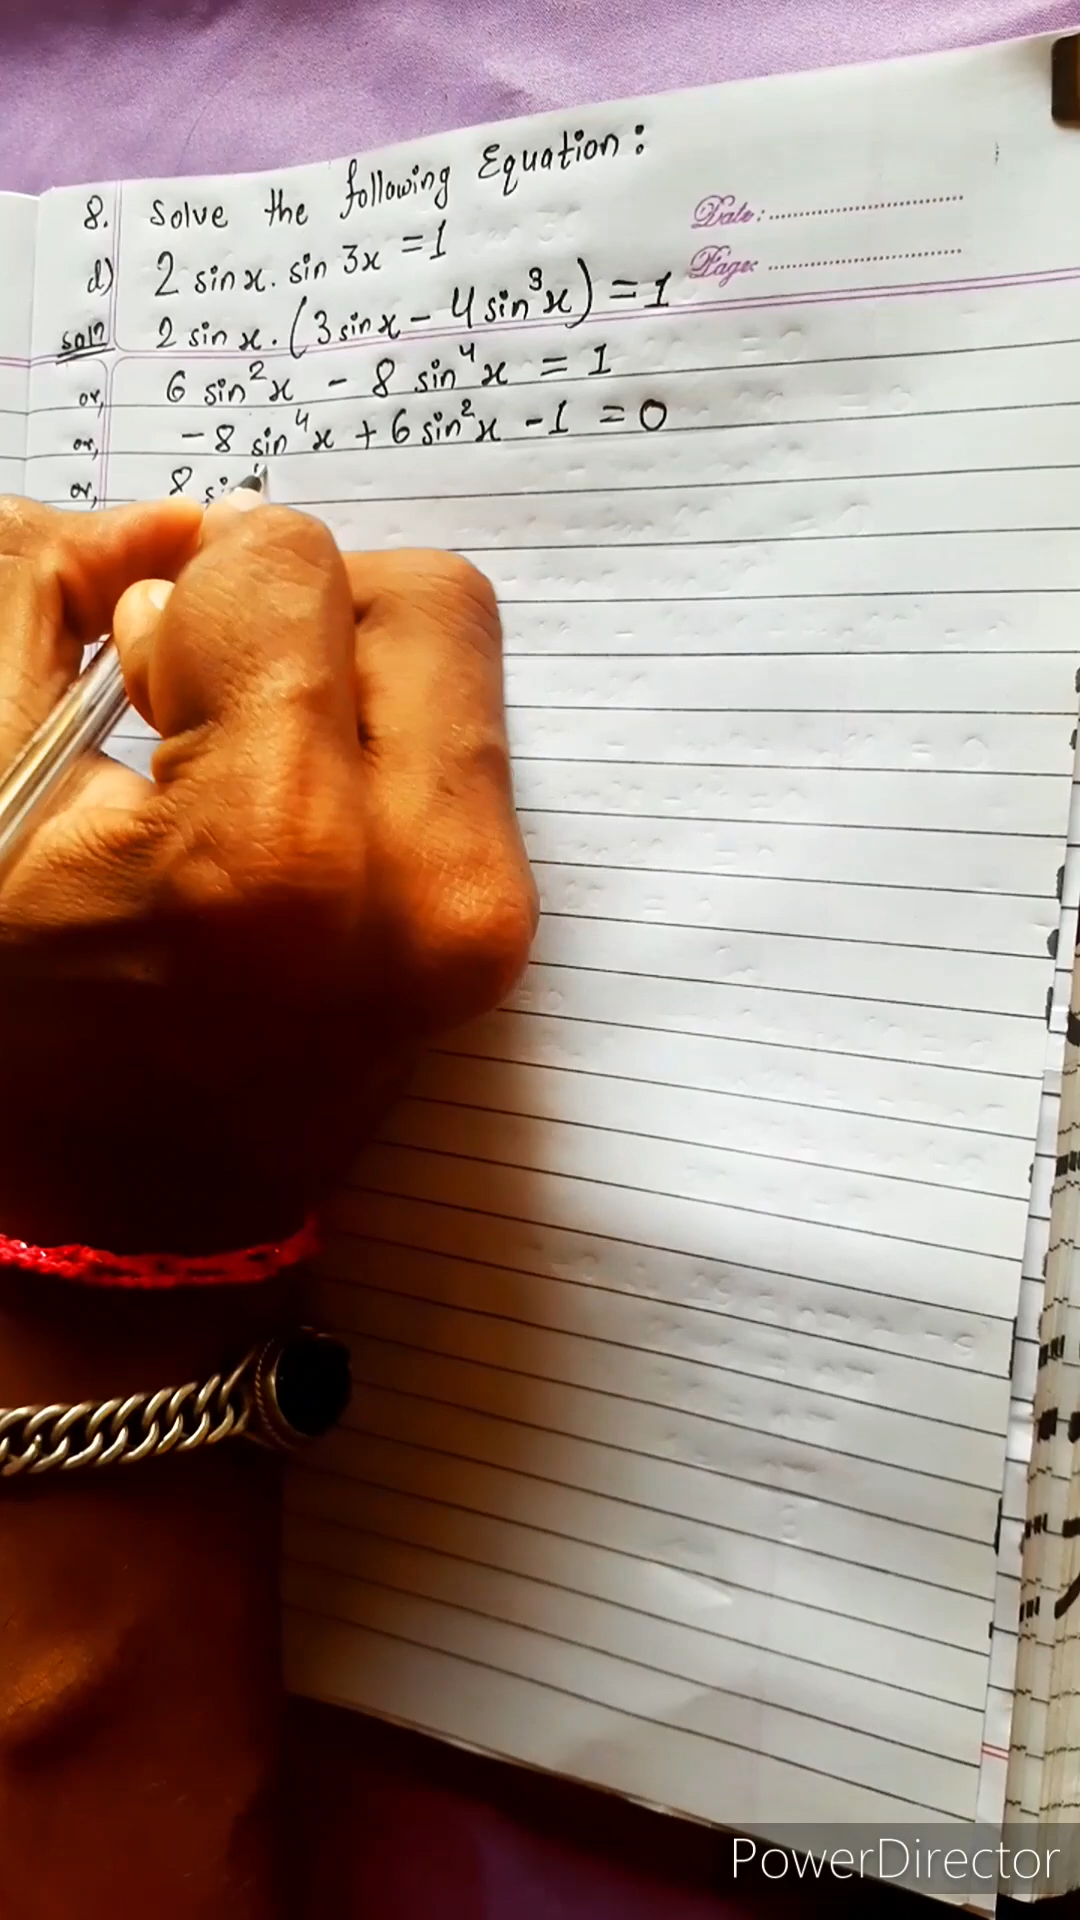 8. Solve the following Equation:
Date:
d) 2 sin x. sin 3x = 1
Page:
solⁿ 2 sin x. (3 sin x - 4 sin³x) = 1
or, 6 sin²x - 8 sin⁴x = 1
or, - 8 sin⁴x + 6 sin²x - 1 = 0
or, 8
PowerDirector